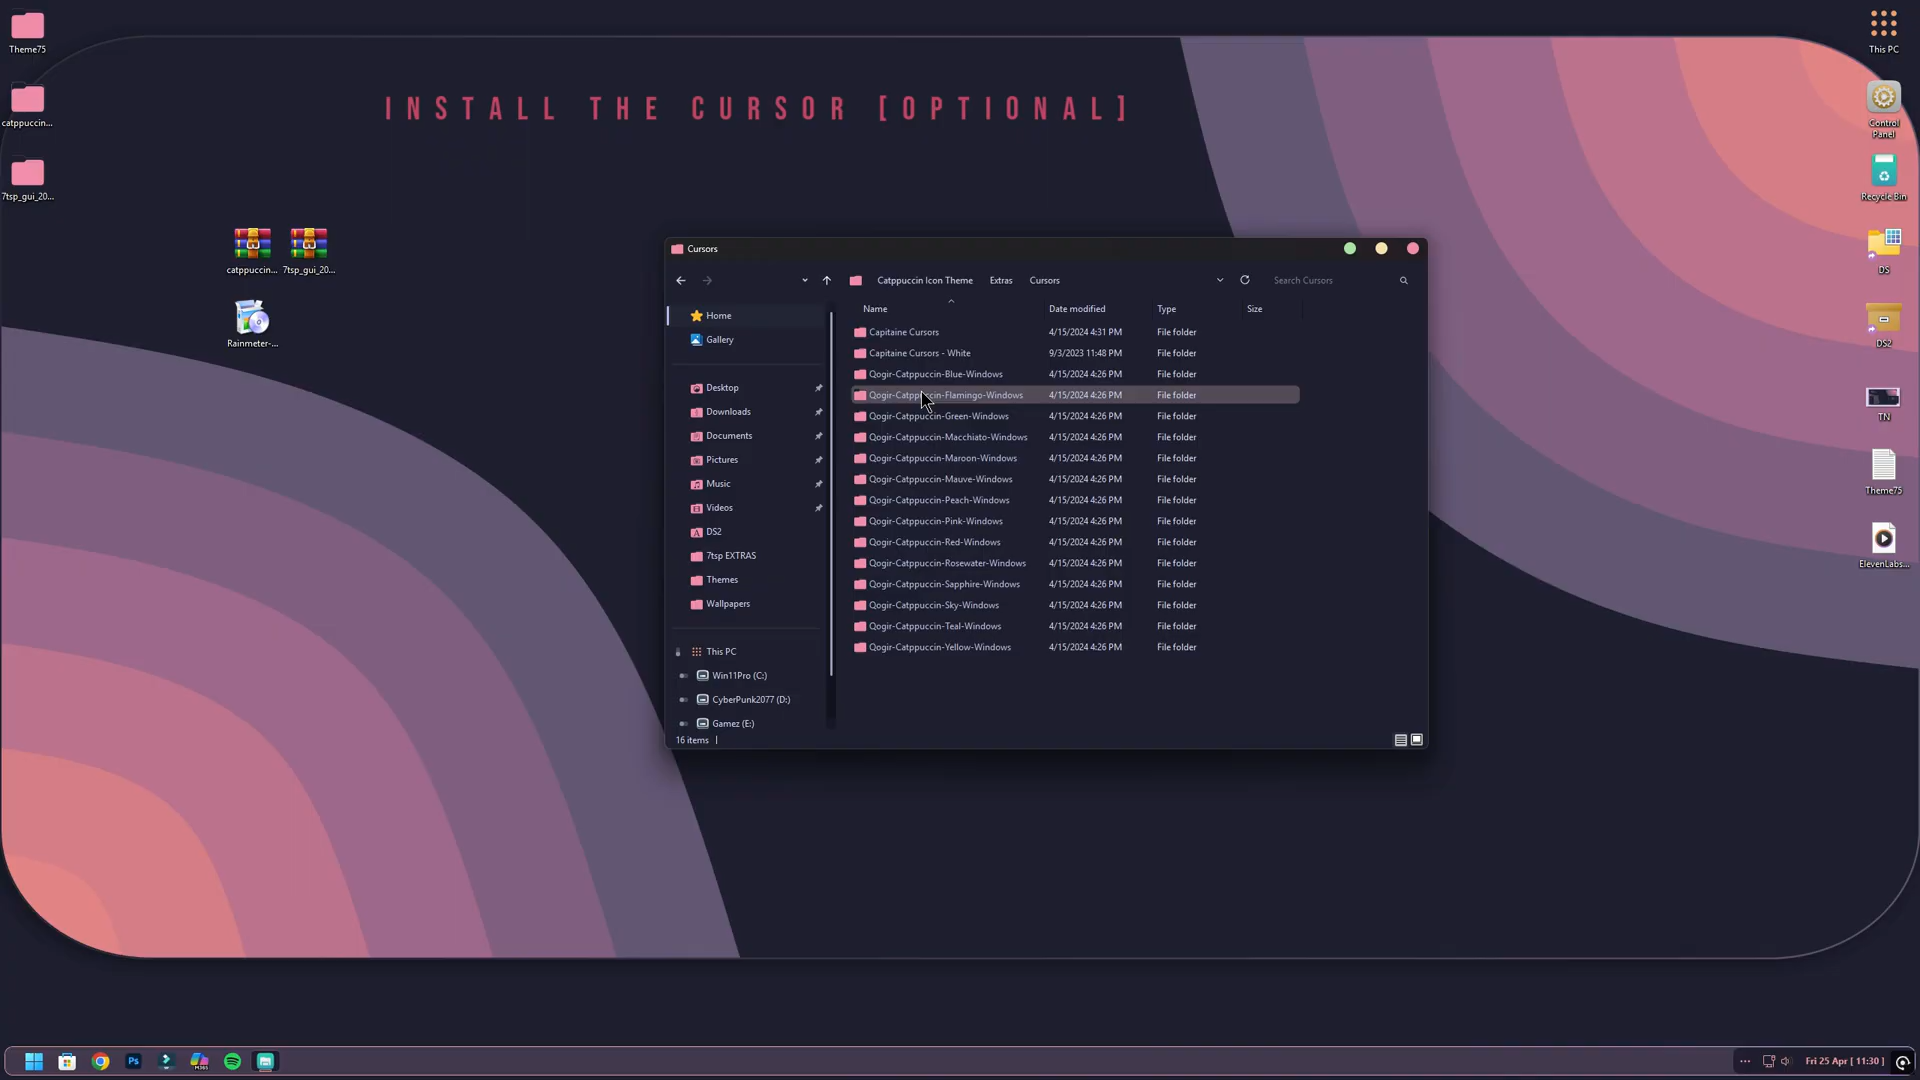 Theme75
catppuccin...
7tsp_gui_20...
INSTALL THE CURSOR [OPTIONAL]
catppuccin...
7tsp_gui_20...
Rainmeter-...
Cursors
Catppuccin Icon Theme
Extras
Cursors
Search Cursors
Home
Gallery
Desktop
Downloads
Documents
Pictures
Music
Videos
DS2
7tsp EXTRAS
Themes
Wallpapers
This PC
Win11Pro (C:)
CyberPunk2077 (D:)
Gamez (E:)
Name Date modified Type Size
Capitaine Cursors 4/15/2024 4:31 PM File folder
Capitaine Cursors - White 9/3/2023 11:48 PM File folder
Qogir-Catppuccin-Blue-Windows 4/15/2024 4:26 PM File folder
Qogir-Catppuccin-Flamingo-Windows 4/15/2024 4:26 PM File folder
Qogir-Catppuccin-Green-Windows 4/15/2024 4:26 PM File folder
Qogir-Catppuccin-Macchiato-Windows 4/15/2024 4:26 PM File folder
Qogir-Catppuccin-Maroon-Windows 4/15/2024 4:26 PM File folder
Qogir-Catppuccin-Mauve-Windows 4/15/2024 4:26 PM File folder
Qogir-Catppuccin-Peach-Windows 4/15/2024 4:26 PM File folder
Qogir-Catppuccin-Pink-Windows 4/15/2024 4:26 PM File folder
Qogir-Catppuccin-Red-Windows 4/15/2024 4:26 PM File folder
Qogir-Catppuccin-Rosewater-Windows 4/15/2024 4:26 PM File folder
Qogir-Catppuccin-Sapphire-Windows 4/15/2024 4:26 PM File folder
Qogir-Catppuccin-Sky-Windows 4/15/2024 4:26 PM File folder
Qogir-Catppuccin-Teal-Windows 4/15/2024 4:26 PM File folder
Qogir-Catppuccin-Yellow-Windows 4/15/2024 4:26 PM File folder
16 items
This PC
Control
Panel
Recycle Bin
DS
DS2
TN
Theme75
ElevenLabs...
Ps
M365
Fri 25 Apr [ 11:30 ]